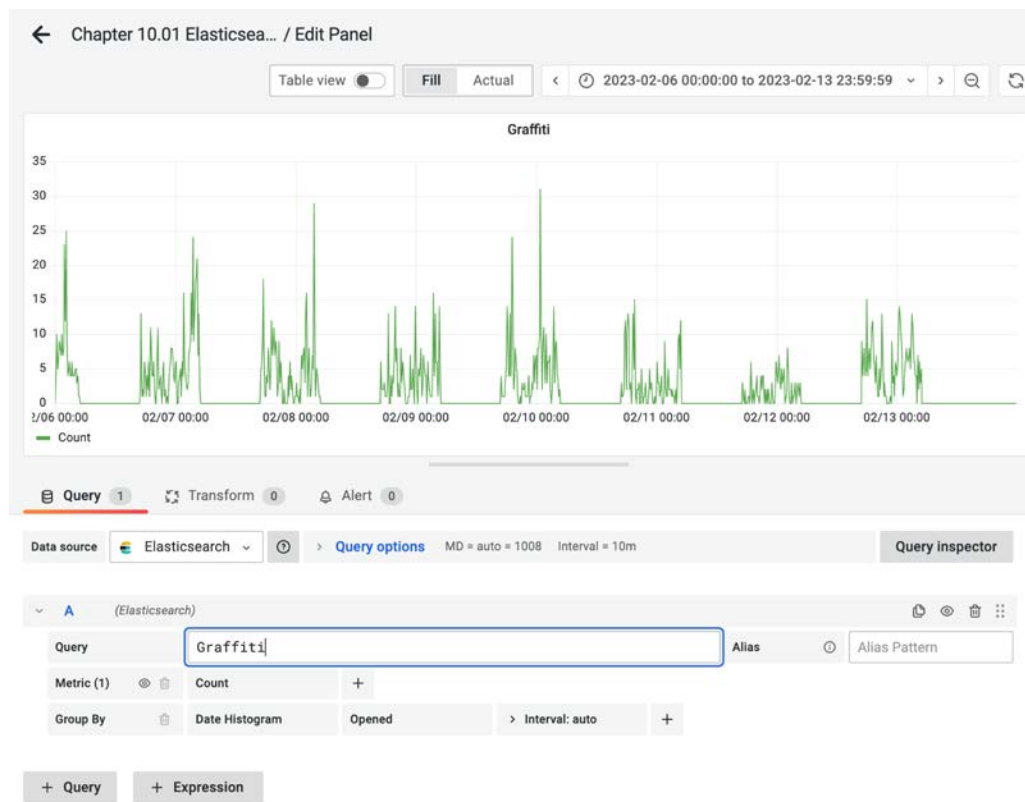 Chapter 10.01 Elasticsea... / Edit Panel
Table view Fill Actual 2023-02-06 00:00:00 to 2023-02-13 23:59:59
Graffiti
35
30
25
20
15
10
5
0
2/06 00:00 02/07 00:00 02/08 00:00 02/09 00:00 02/10 00:00 02/11 00:00 02/12 00:00 02/13 00:00
Count
Query 1 Transform 0 Alert 0
Data source Elasticsearch Query options MD = auto = 1008 Interval = 10m Query inspector
A (Elasticsearch)
Query Graffiti Alias Alias Pattern
Metric (1) Count +
Group By Date Histogram Opened > Interval: auto +
+ Query + Expression